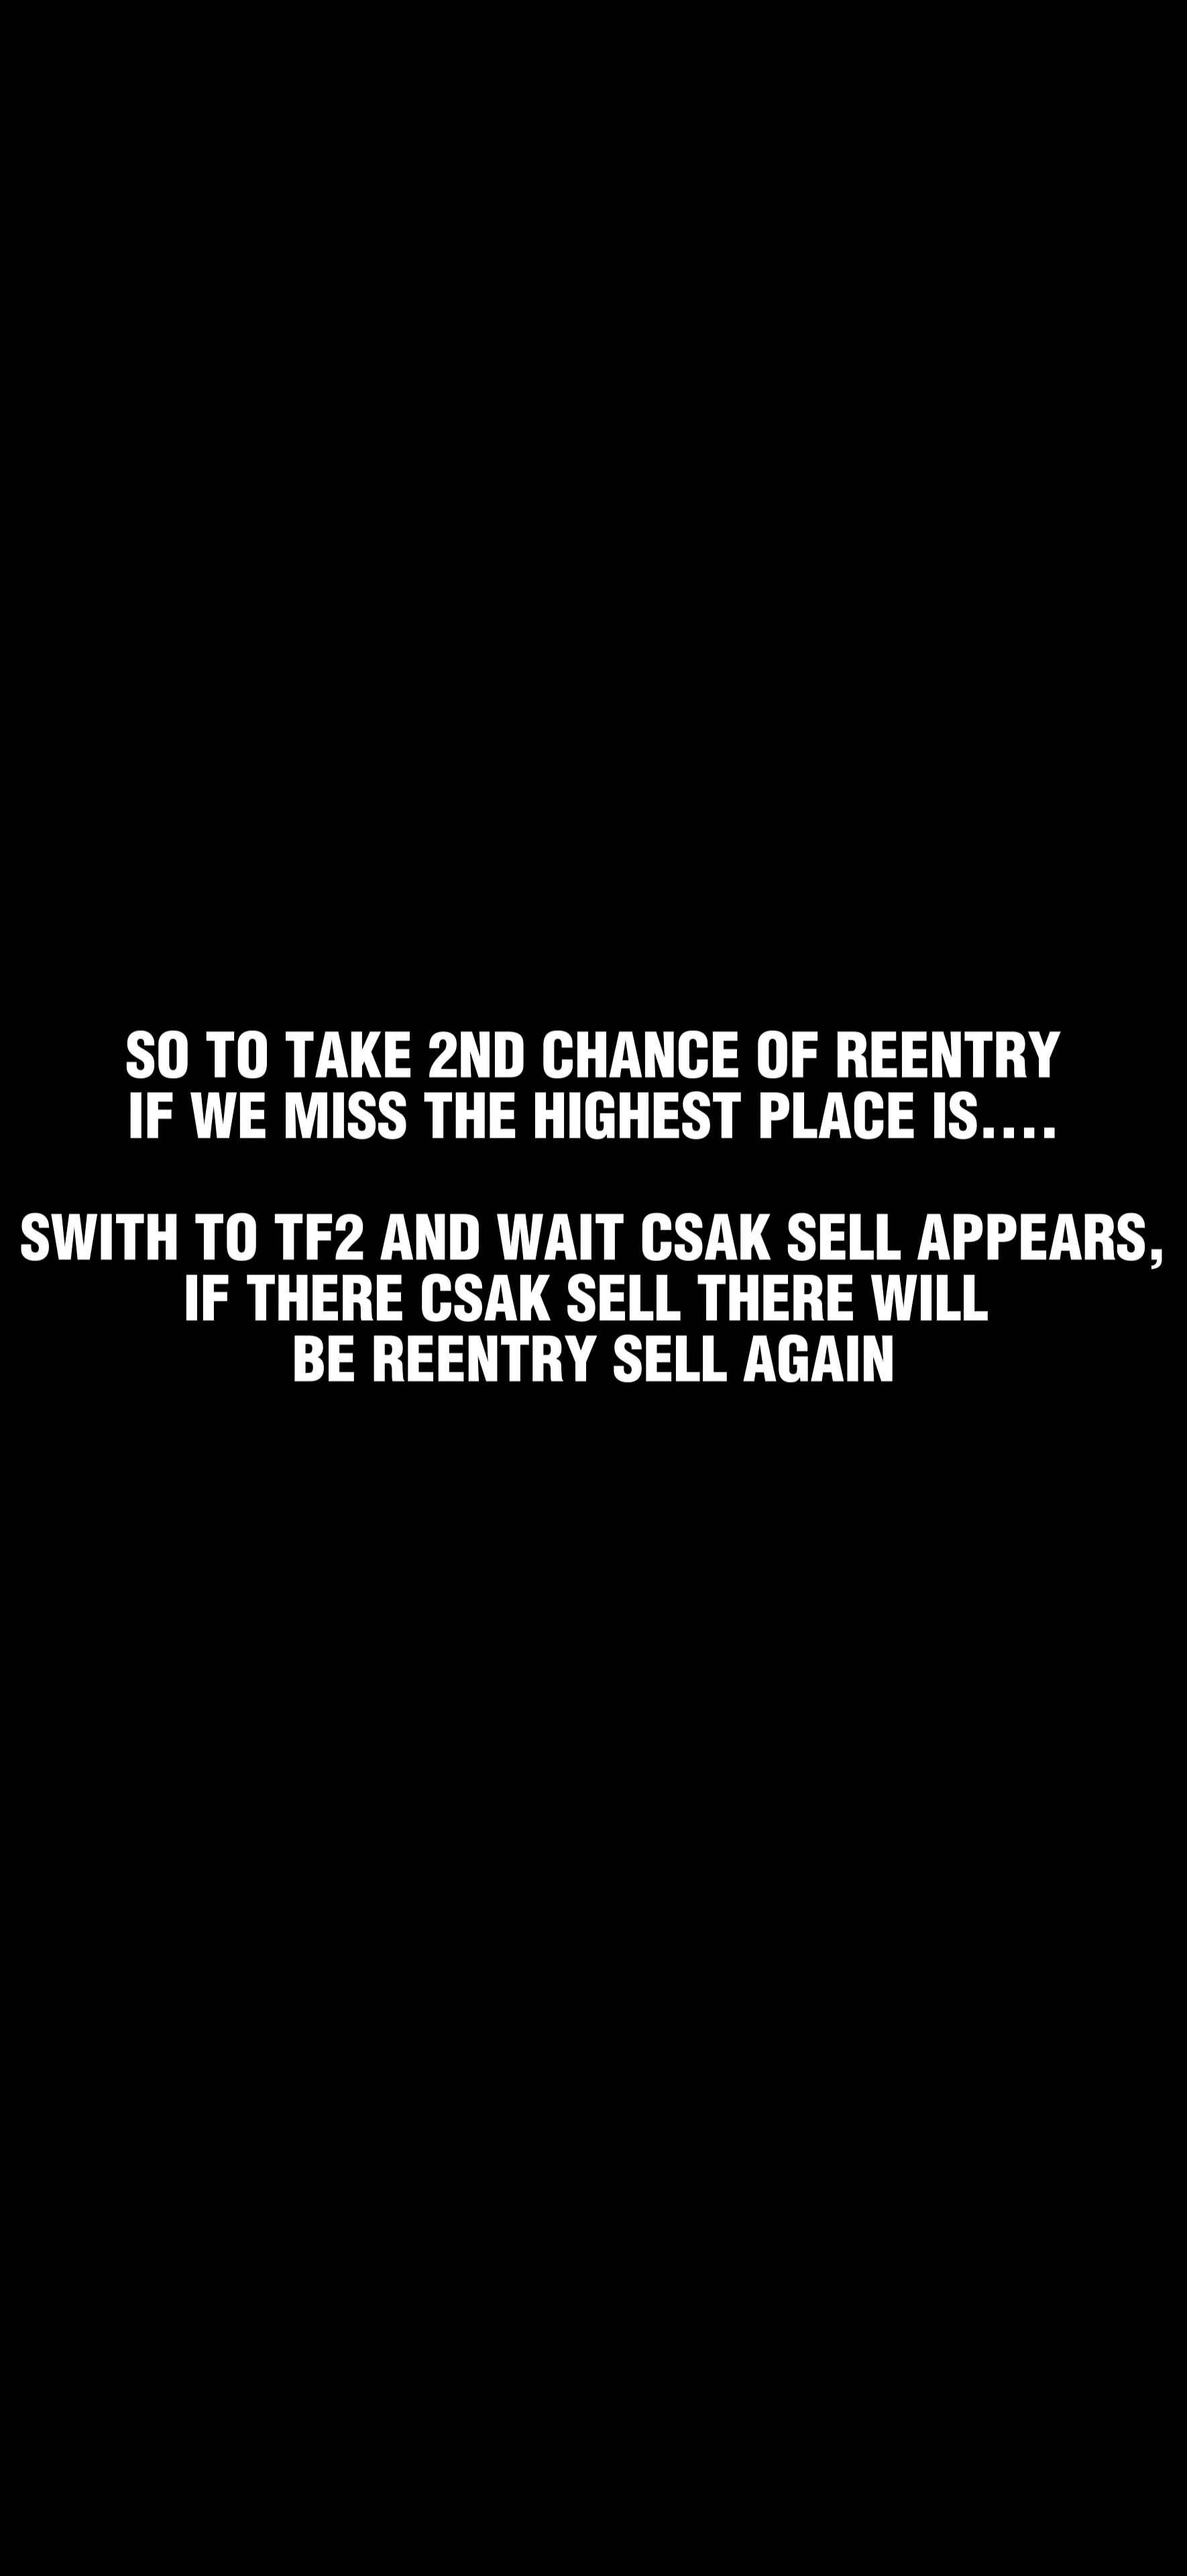 SO TO TAKE 2ND CHANCE OF REENTRY
IF WE MISS THE HIGHEST PLACE IS....
SWITH TO TF2 AND WAIT CSAK SELL APPEARS,
IF THERE CSAK SELL THERE WILL
BE REENTRY SELL AGAIN